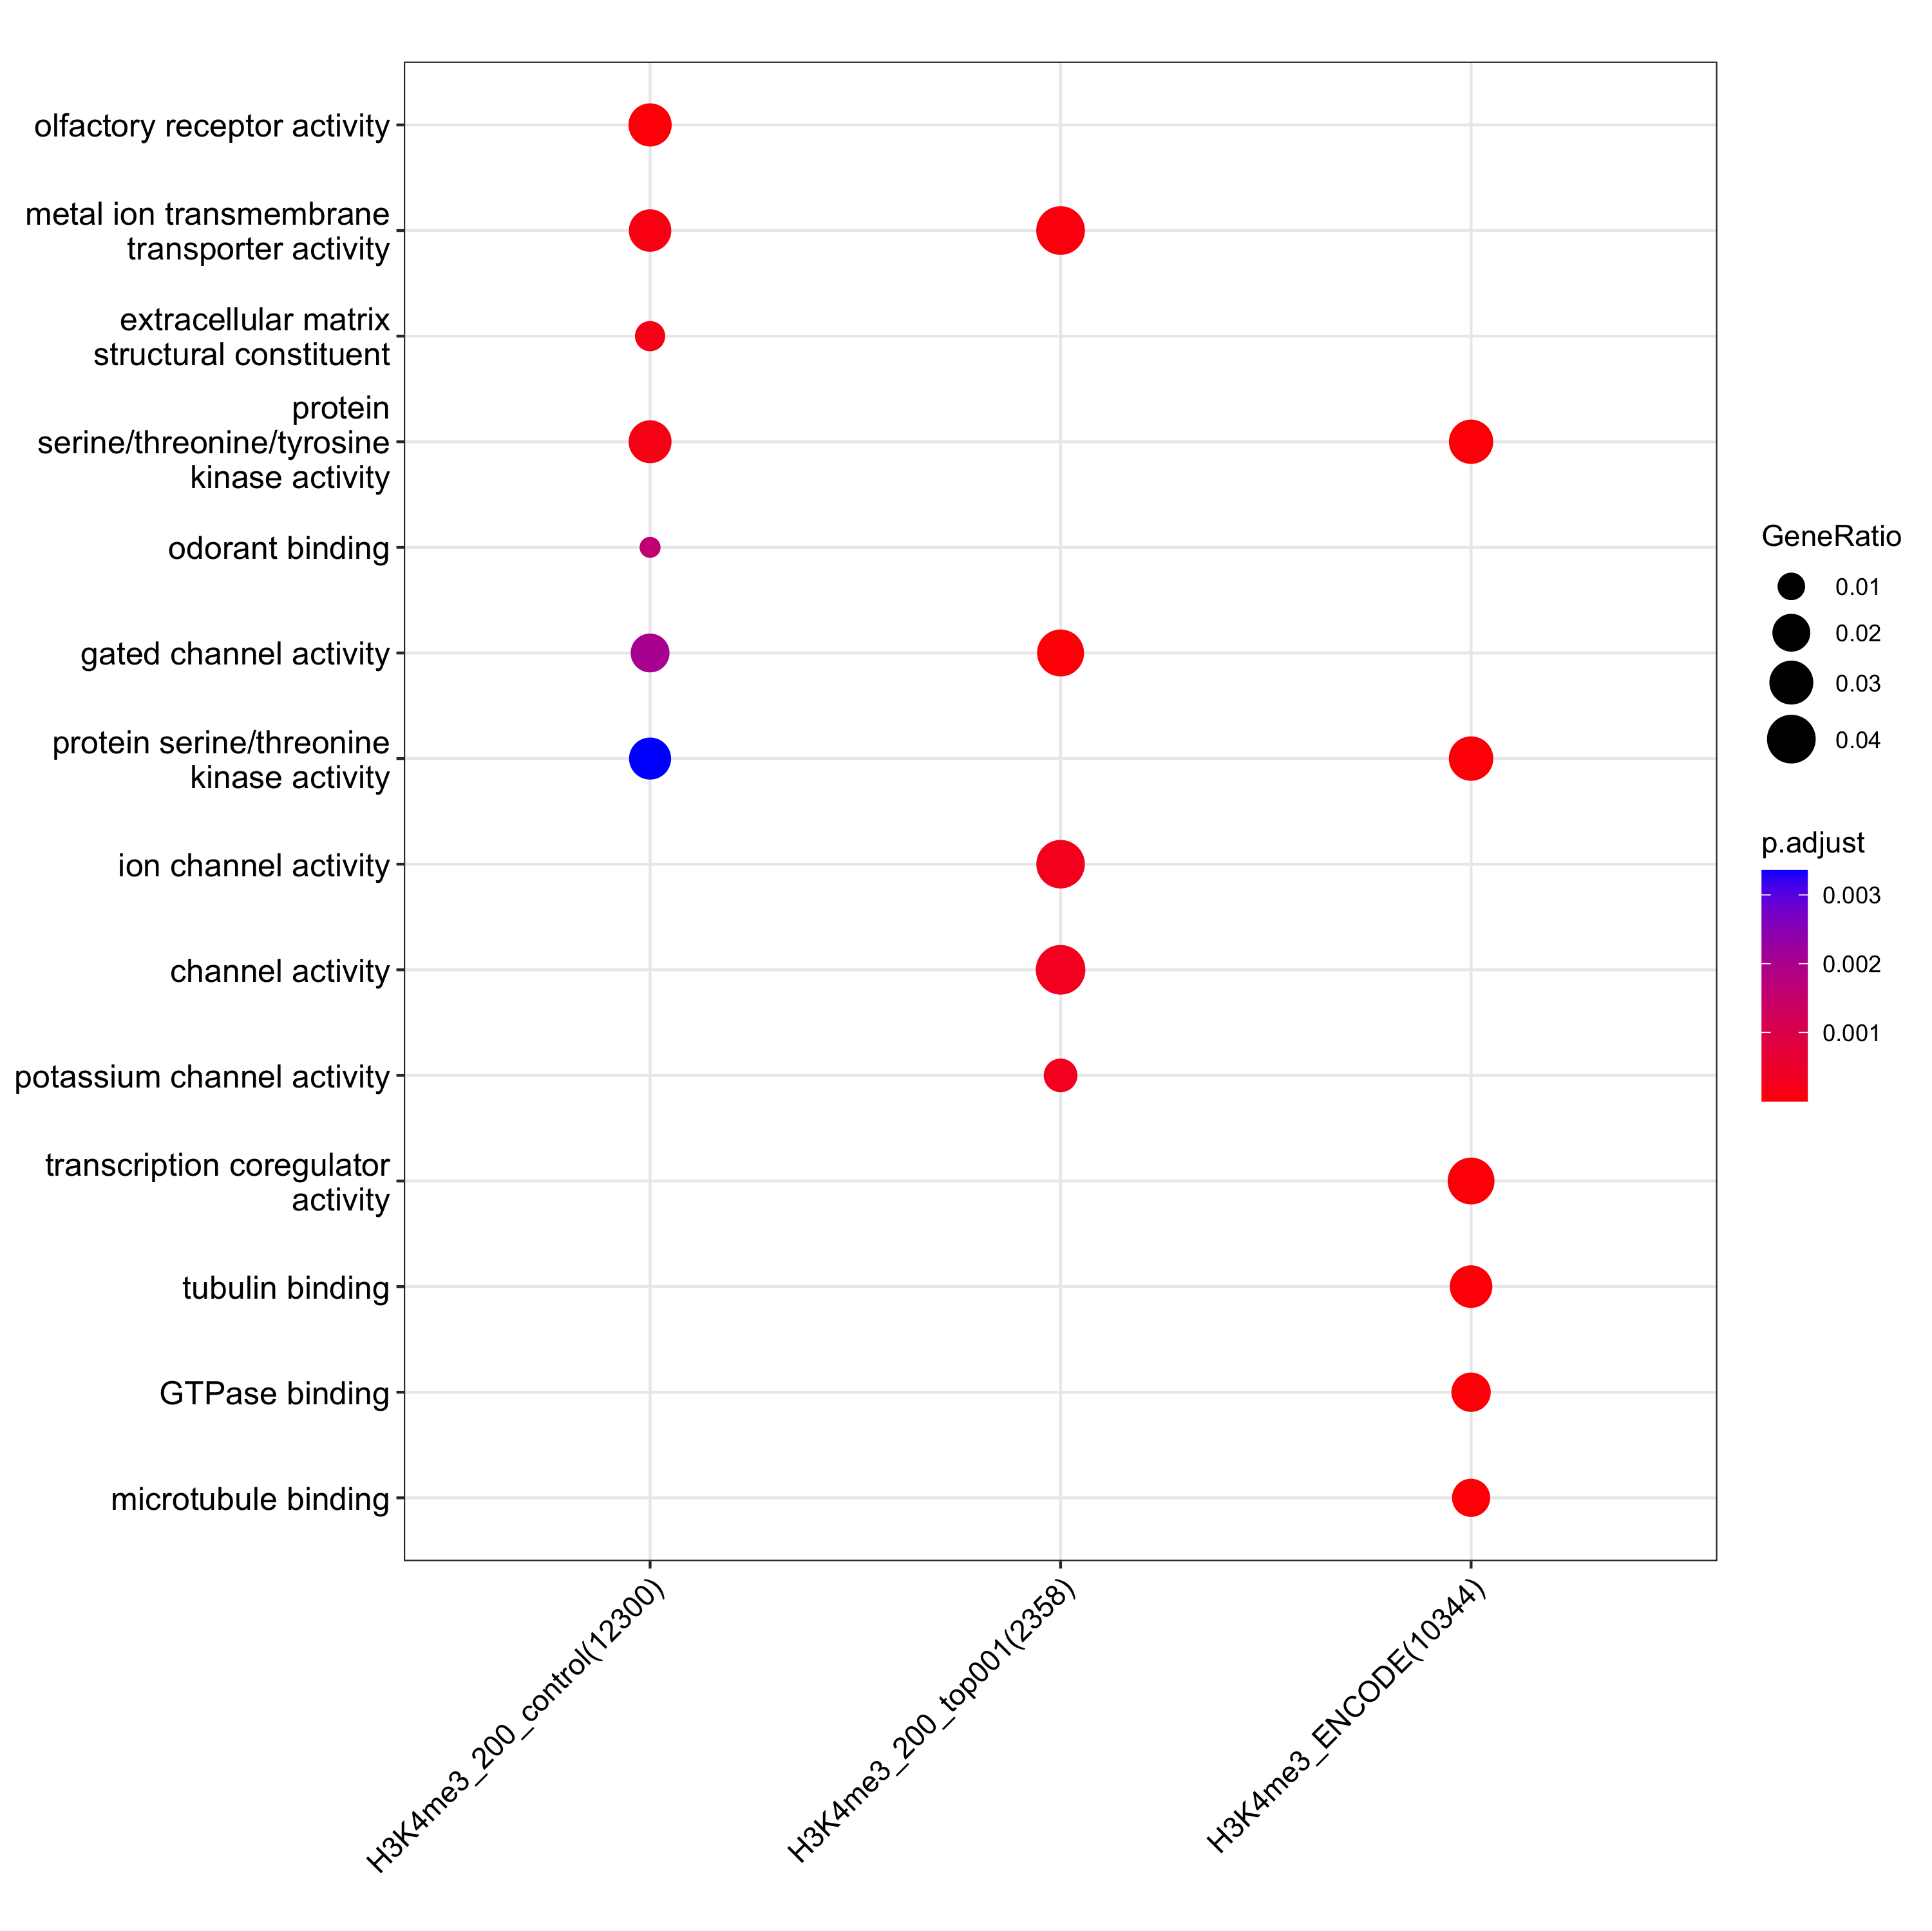 olfactory receptor activity
metal ion transmembrane
transporter activity
extracellular matrix
structural constituent
protein
serine/threonine/tyrosine
kinase activity
odorant binding
gated channel activity
protein serine/threonine
kinase activity
ion channel activity
channel activity
potassium channel activity
transcription coregulator
activity
tubulin binding
GTPase binding
microtubule binding
H3K4me3_200_control(12300)
H3K4me3_200_top001(2358)
H3K4me3_ENCODE(10344)
GeneRatio
0.01
0.02
0.03
0.04
p.adjust
0.003
0.002
0.001